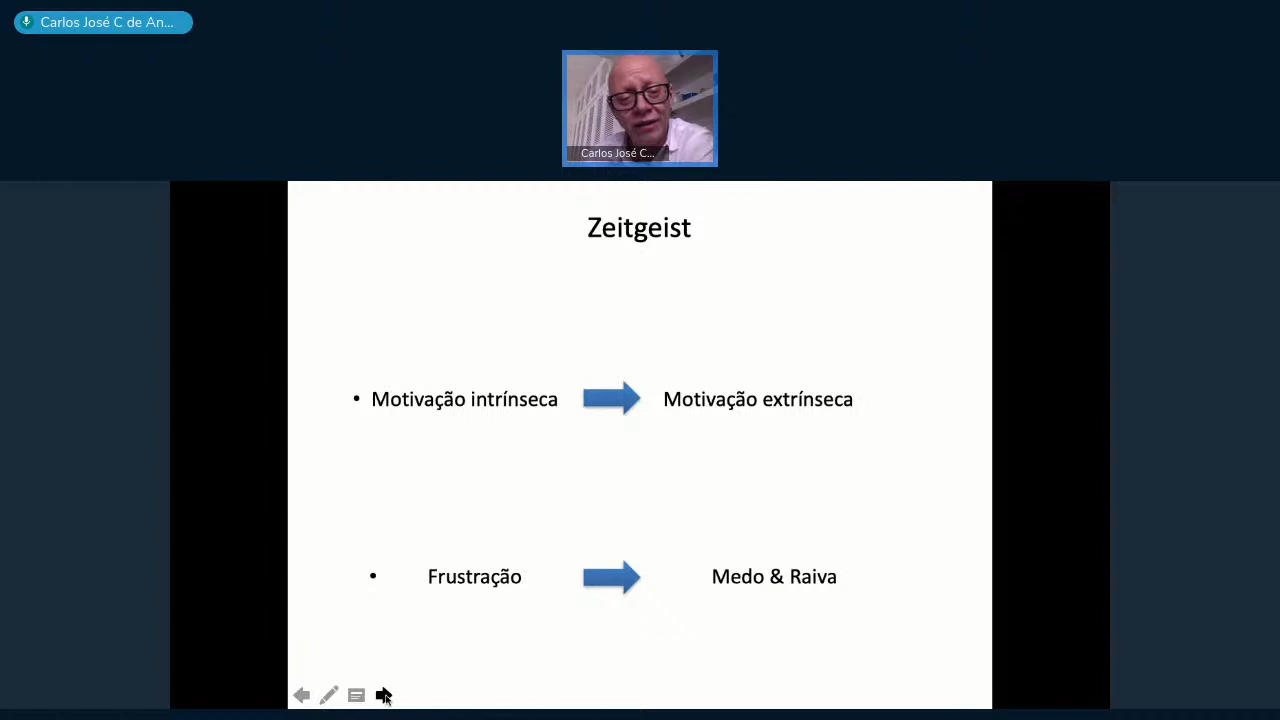 Carlos José C de An...
Carlos José C...
Zeitgeist
• Motivação intrínseca Motivação extrínseca
• Frustração Medo & Raiva